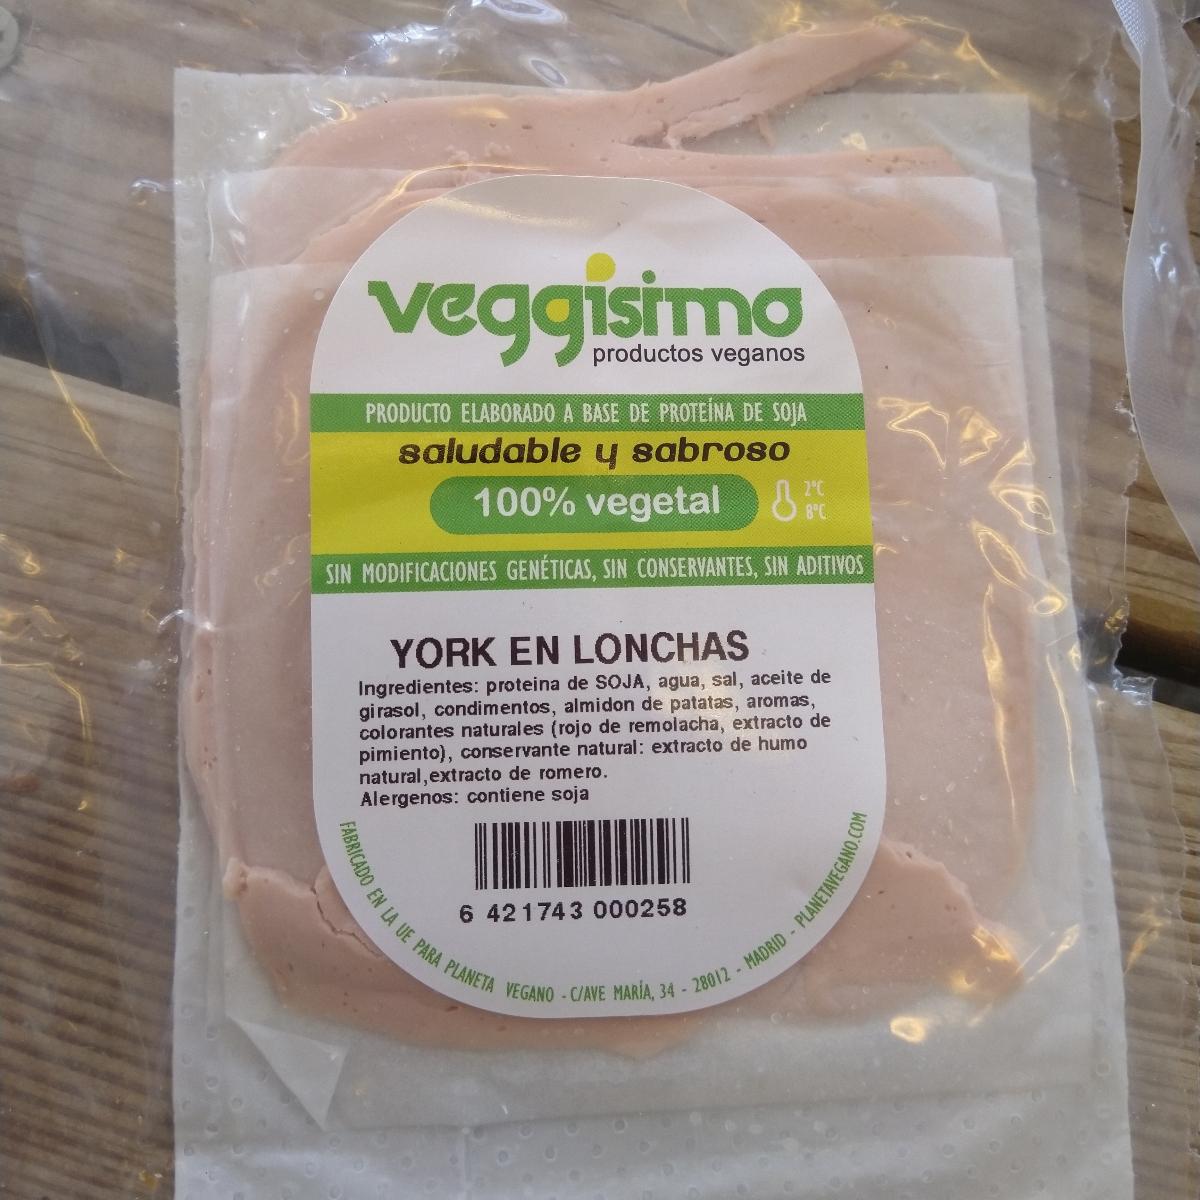 veggisimo
productos veganos
PRODUCTO ELABORADO A BASE DE PROTEÍNA DE SOJA
saludable y sabroso
100% vegetal
2°C
8°C
SIN MODIFICACIONES GENÉTICAS, SIN CONSERVANTES, SIN ADITIVOS
YORK EN LONCHAS
Ingredientes: proteina de SOJA, agua, sal, aceite de
girasol, condimentos, almidon de patatas, aromas,
colorantes naturales (rojo de remolacha, extracto de
pimiento), conservante natural: extracto de humo
natural,extracto de romero.
Alergenos: contiene soja
6 421743 000258
FABRICADO EN LA UE PARA PLANETA VEGANO - C/AVE MARÍA, 34 - 28012 - MADRID - PLANETAVEGANO.COM